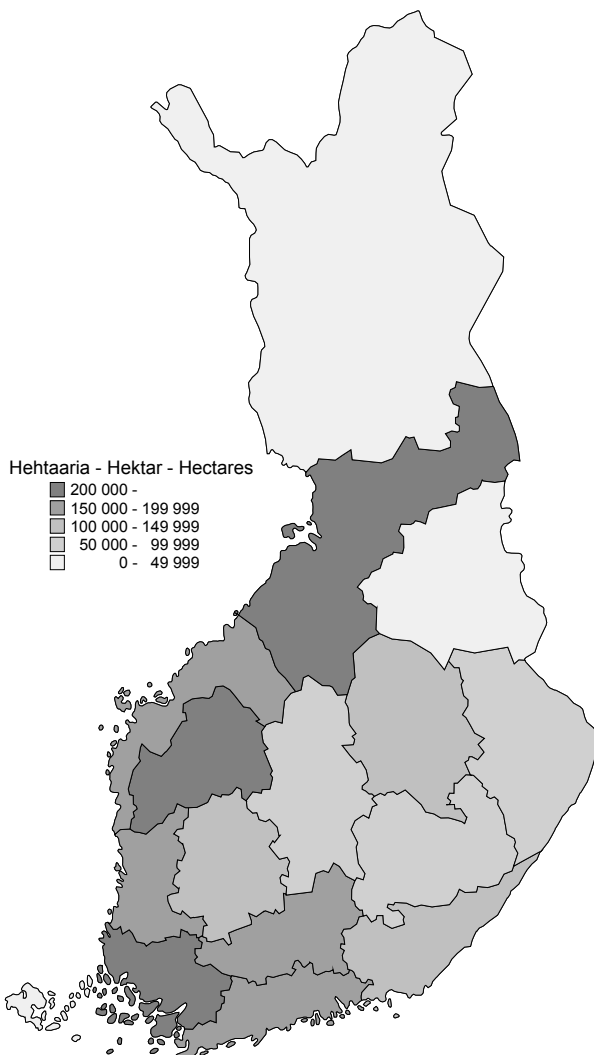 Hehtaaria - Hektar - Hectares
200 000 -
150 000 - 199 999
100 000 - 149 999
50 000 - 99 999
0 - 49 999